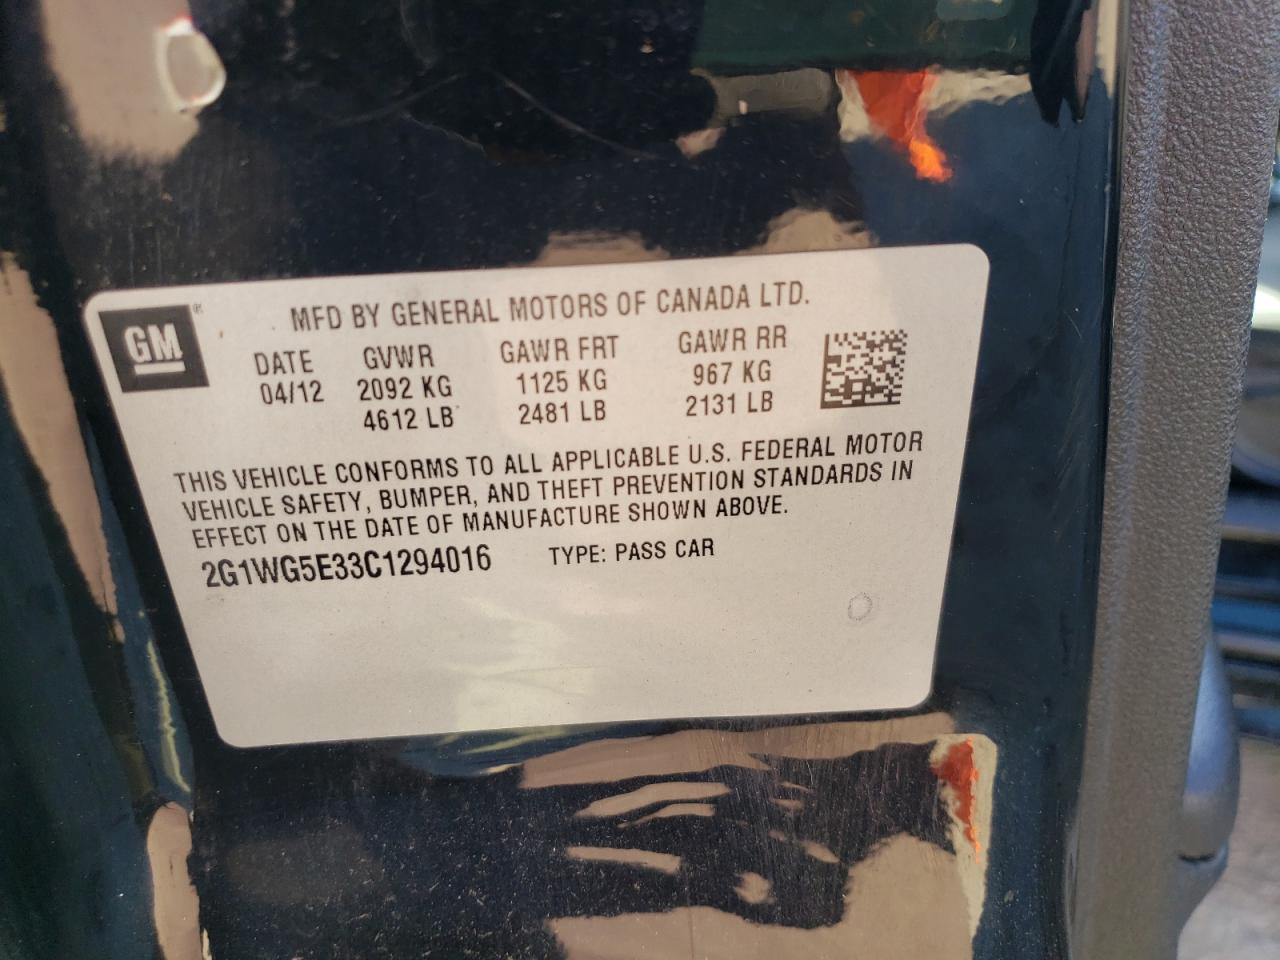 GM®
MFD BY GENERAL MOTORS OF CANADA LTD.
DATE GVWR GAWR FRT GAWR RR
04/12 2092 KG 1125 KG 967 KG
4612 LB 2481 LB 2131 LB
THIS VEHICLE CONFORMS TO ALL APPLICABLE U.S. FEDERAL MOTOR
VEHICLE SAFETY, BUMPER, AND THEFT PREVENTION STANDARDS IN
EFFECT ON THE DATE OF MANUFACTURE SHOWN ABOVE.
2G1WG5E33C1294016 TYPE: PASS CAR